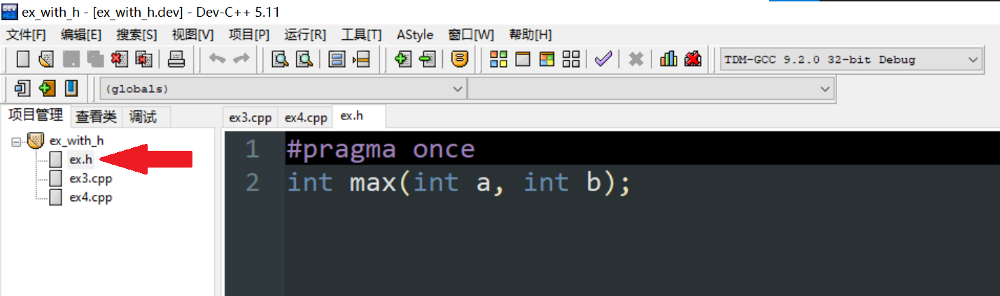 DEV
ex_with_h - [ex_with_h.dev] - Dev-C++ 5.11
文件[F] 编辑[E] 搜索[S] 视图[V] 项目[P] 运行[R] 工具[T] AStyle 窗口[W] 帮助[H]
TDM-GCC 9.2.0 32-bit Debug
(globals)
项目管理 查看类 调试
ex3.cpp ex4.cpp ex.h
ex_with_h
ex.h
ex3.cpp
ex4.cpp
1 #pragma once
2 int max(int a, int b);